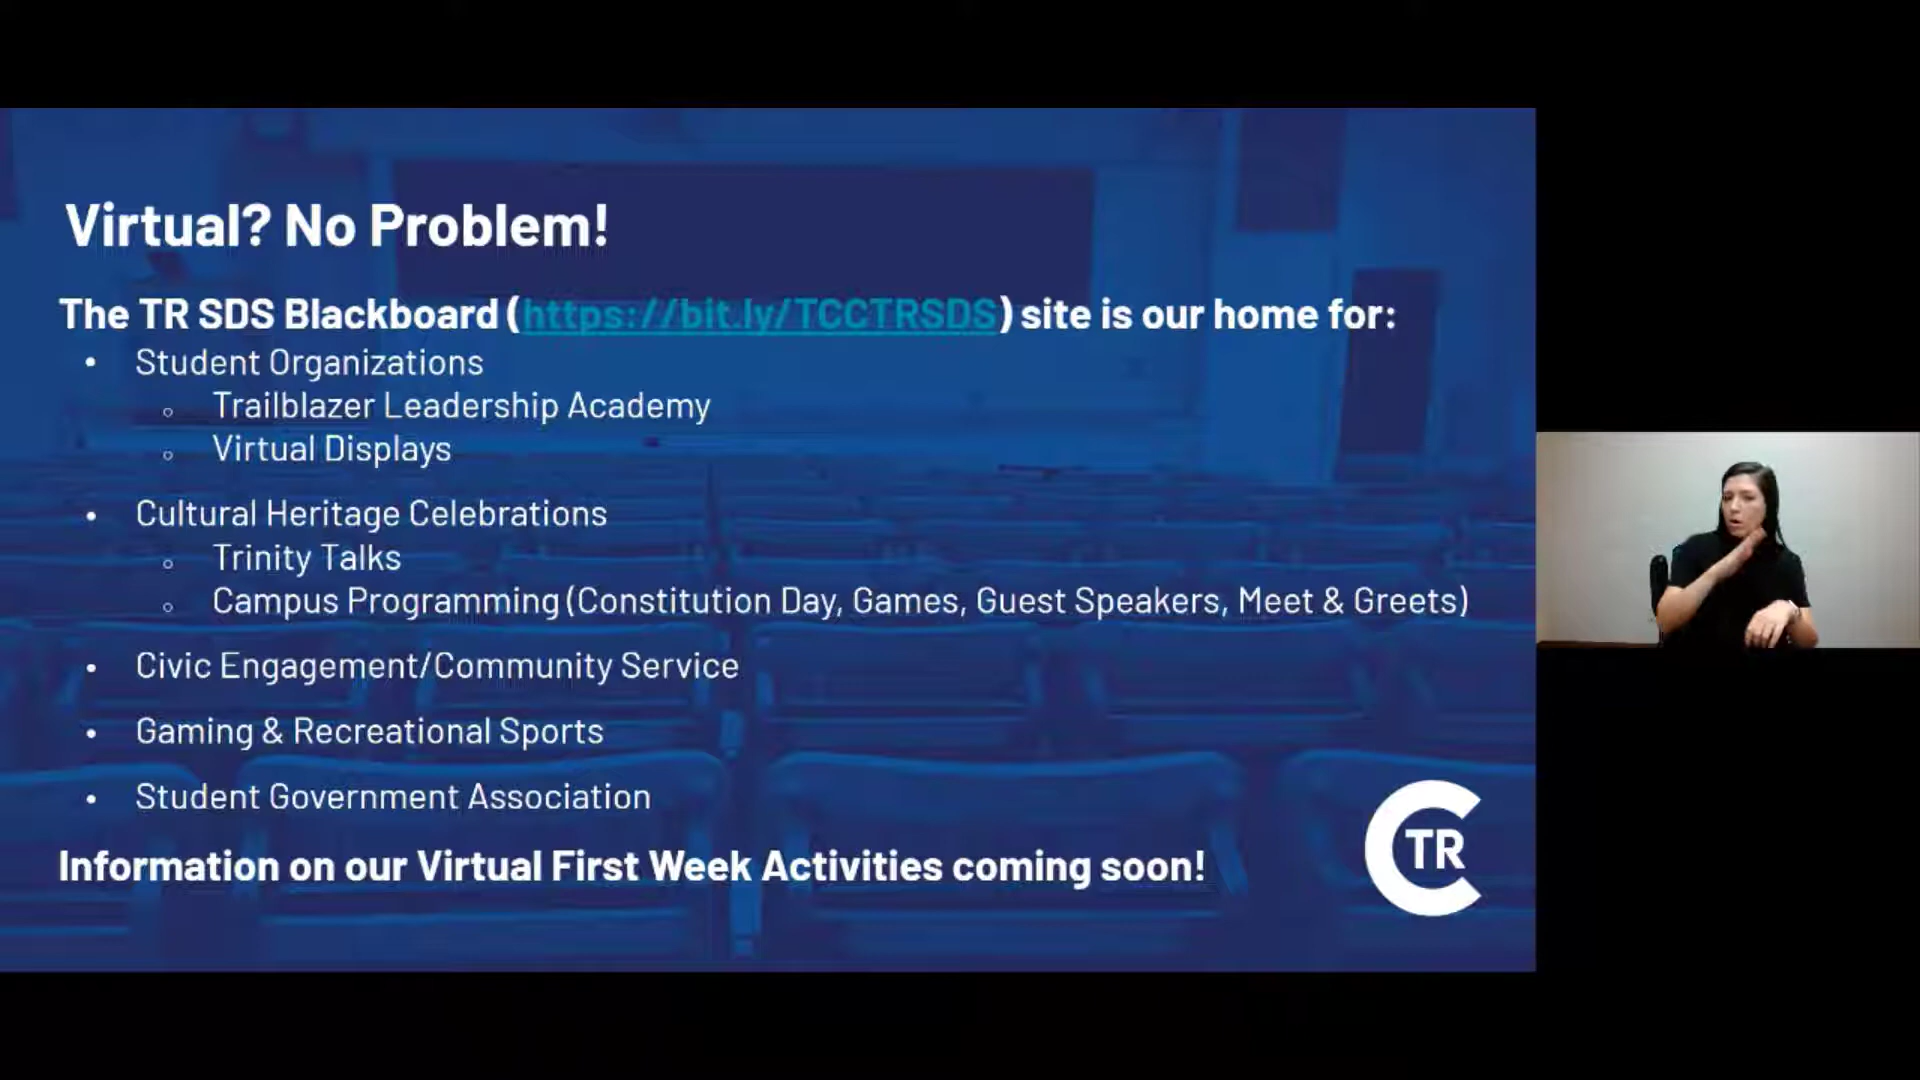 Virtual? No Problem!
The TR SDS Blackboard (https://bit.ly/TCCTRSDS) site is our home for:
• Student Organizations
○ Trailblazer Leadership Academy
○ Virtual Displays
• Cultural Heritage Celebrations
○ Trinity Talks
○ Campus Programming (Constitution Day, Games, Guest Speakers, Meet & Greets)
• Civic Engagement/Community Service
• Gaming & Recreational Sports
• Student Government Association
Information on our Virtual First Week Activities coming soon!
TR